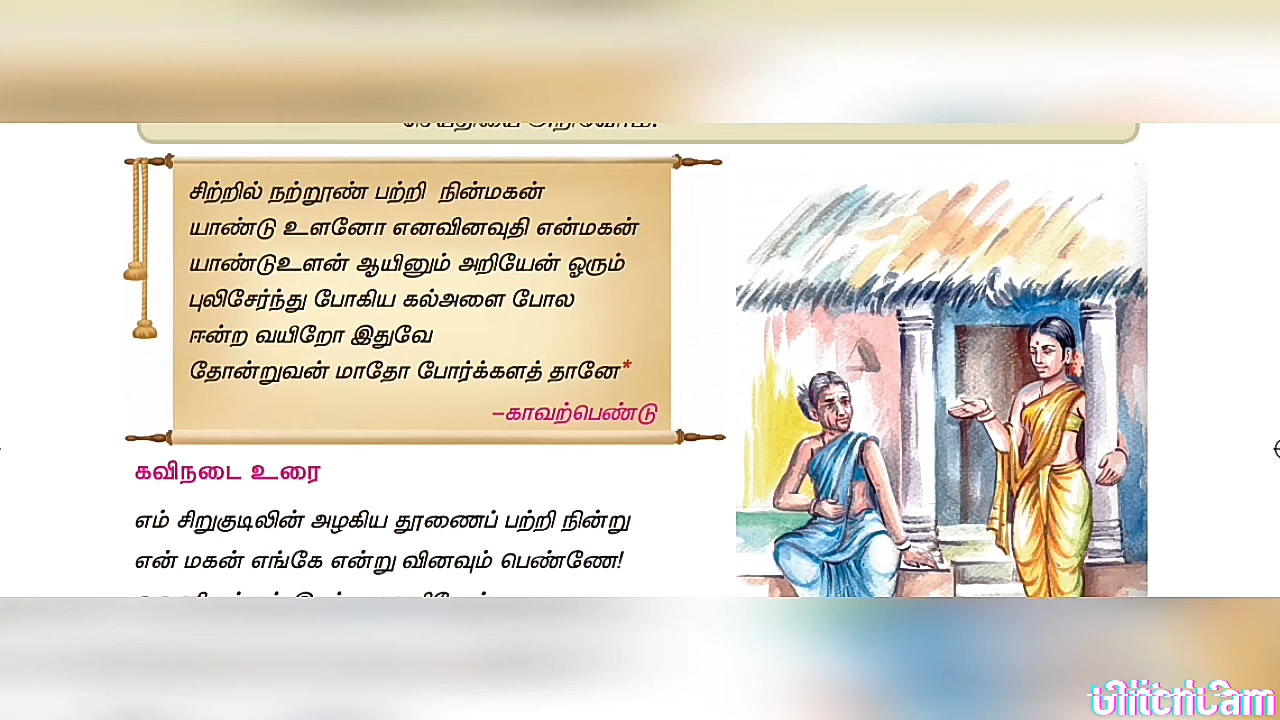 சிற்றில் நற்றூண் பற்றி நின்மகன்
யாண்டு உளனோ எனவினவுதி என்மகன்
யாண்டுஉளன் ஆயினும் அறியேன் ஓரும்
புலிசேர்ந்து போகிய கல்அளை போல
ஈன்ற வயிறோ இதுவே
தோன்றுவன் மாதோ போர்க்களத் தானே*
–காவற்பெண்டு
கவிநடை உரை
எம் சிறுகுடிலின் அழகிய தூணைப் பற்றி நின்று
என் மகன் எங்கே என்று வினவும் பெண்ணே!
GlitchCam